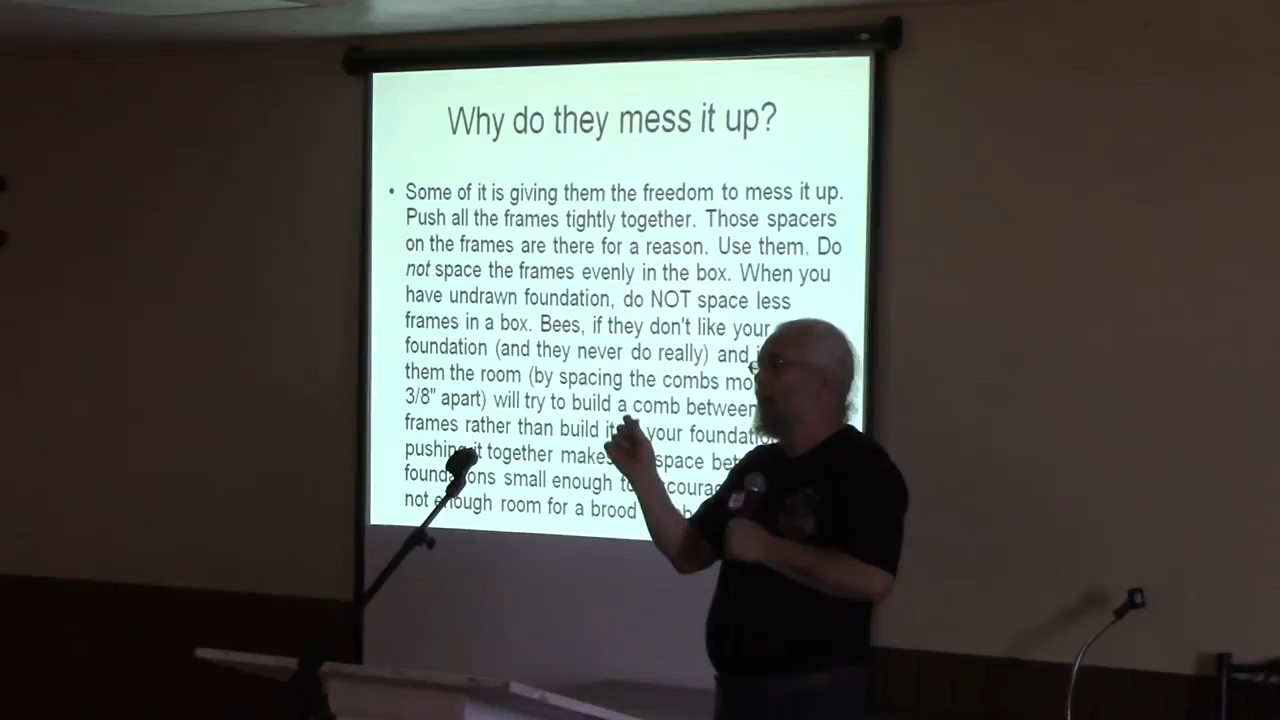 Why do they mess it up?
• Some of it is giving them the freedom to mess it up.
Push all the frames tightly together. Those spacers
on the frames are there for a reason. Use them. Do
not space the frames evenly in the box. When you
have undrawn foundation, do NOT space less
frames in a box. Bees, if they don't like your
foundation (and they never do really) and
them the room (by spacing the combs
3/8" apart) will try to build a comb between
frames rather than build your
pushing it together makes space
foundations small enough
not enough room for a brood